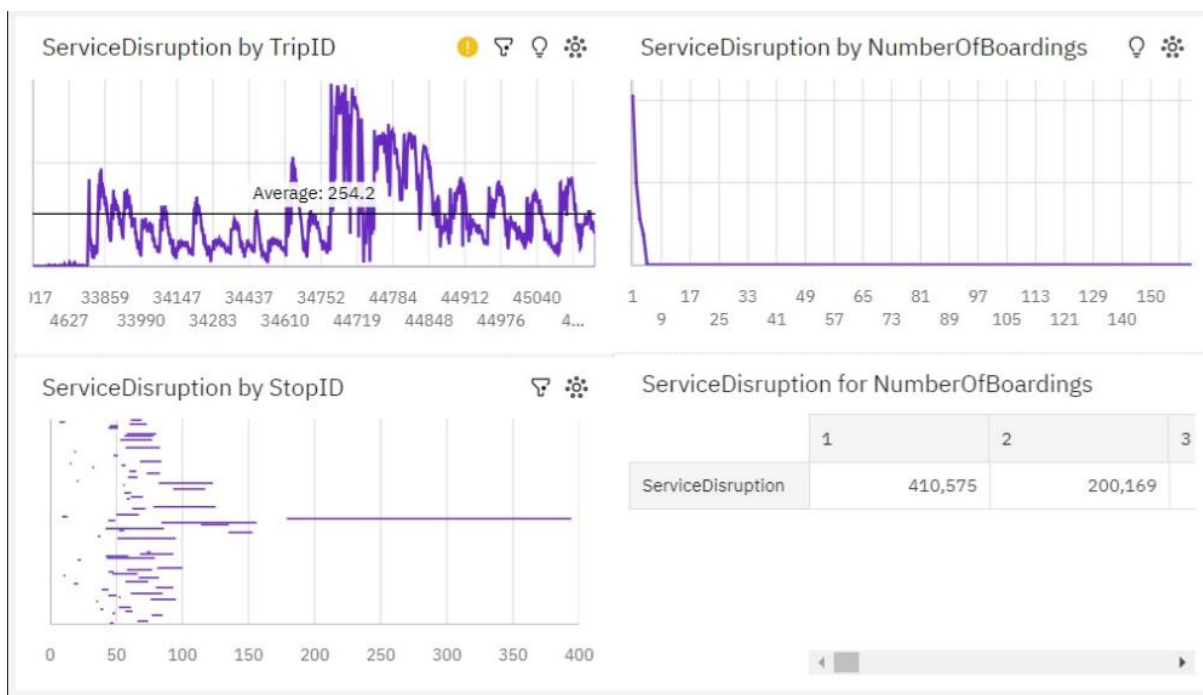 ServiceDisruption by TripID
Average: 254.2
)17 33859 34147 34437 34752 44784 44912 45040
4627 33990 34283 34610 44719 44848 44976 4...
ServiceDisruption by NumberOfBoardings
1 17 33 49 65 81 97 113 129 150
9 25 41 57 73 89 105 121 140
ServiceDisruption by StopID
0 50 100 150 200 250 300 350 400
ServiceDisruption for NumberOfBoardings
1 2 3
ServiceDisruption 410,575 200,169